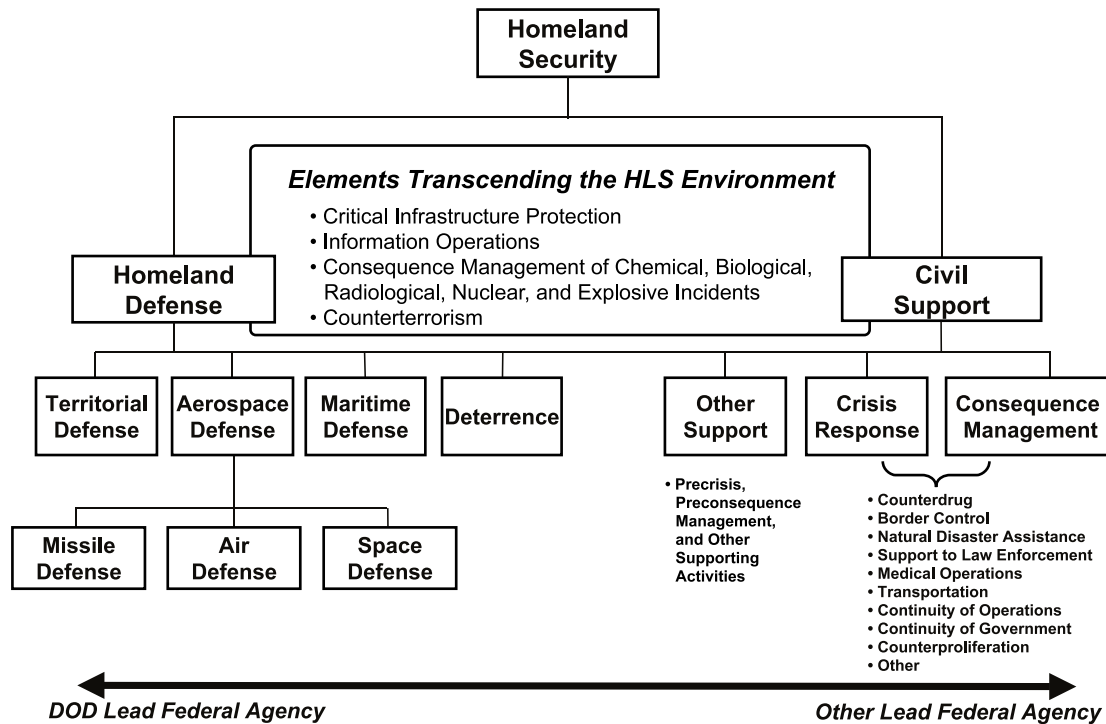 Homeland
Security
Elements Transcending the HLS Environment
• Critical Infrastructure Protection
• Information Operations
• Consequence Management of Chemical, Biological,
Radiological, Nuclear, and Explosive Incidents
• Counterterrorism
Homeland
Defense
Civil
Support
Territorial
Defense
Aerospace
Defense
Maritime
Defense
Deterrence
Other
Support
Crisis
Response
Consequence
Management
• Precrisis,
Preconsequence
Management,
and Other
Supporting
Activities
• Counterdrug
• Border Control
• Natural Disaster Assistance
• Support to Law Enforcement
• Medical Operations
• Transportation
• Continuity of Operations
• Continuity of Government
• Counterproliferation
• Other
Missile
Defense
Air
Defense
Space
Defense
DOD Lead Federal Agency
Other Lead Federal Agency